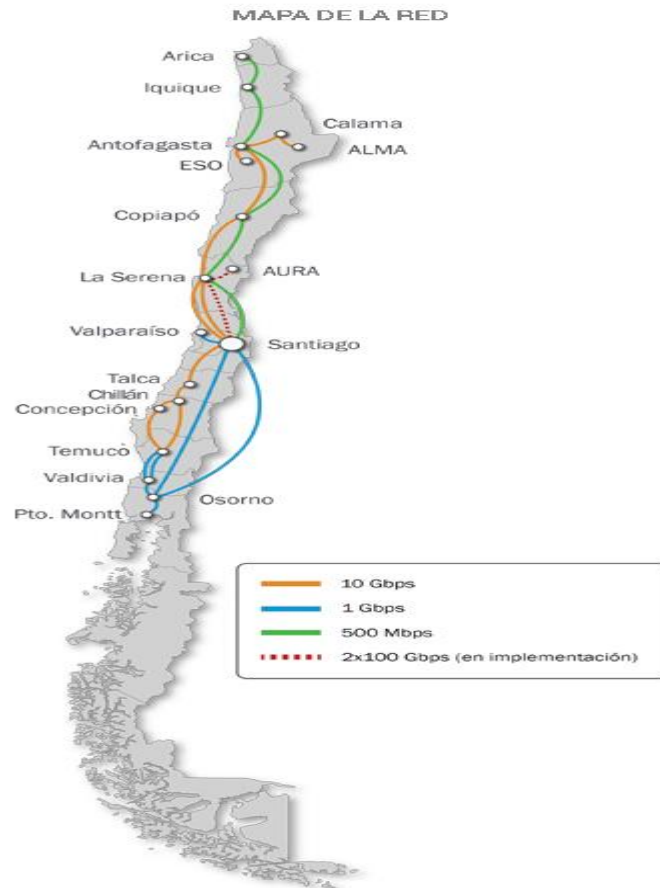 MAPA DE LA RED
Arica
Iquique
Calama
Antofagasta
ALMA
ESO
Copiapó
AURA
La Serena
Valparaíso
Santiago
Talca
Chillán
Concepción
Temucò
Valdivia
Osorno
Pto. Montt
10 Gbps
1 Gbps
500 Mbps
2x100 Gbps (en implementación)